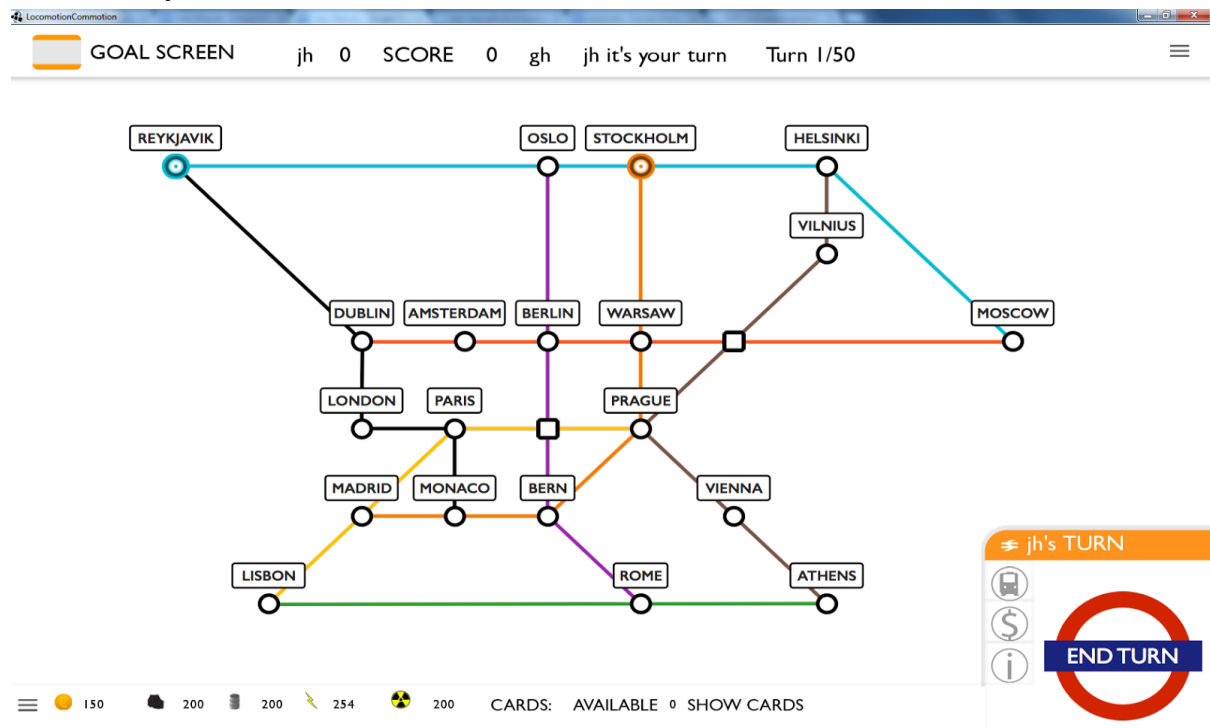 LocomotionCommotion
GOAL SCREEN jh 0 SCORE 0 gh jh it's your turn Turn 1/50
REYKJAVIK OSLO STOCKHOLM HELSINKI
VILNIUS
DUBLIN AMSTERDAM BERLIN WARSAW MOSCOW
LONDON PARIS PRAGUE
MADRID MONACO BERN VIENNA
jh's TURN
LISBON ROME ATHENS
$
END TURN
i
150 200 200 254 200 CARDS: AVAILABLE 0 SHOW CARDS